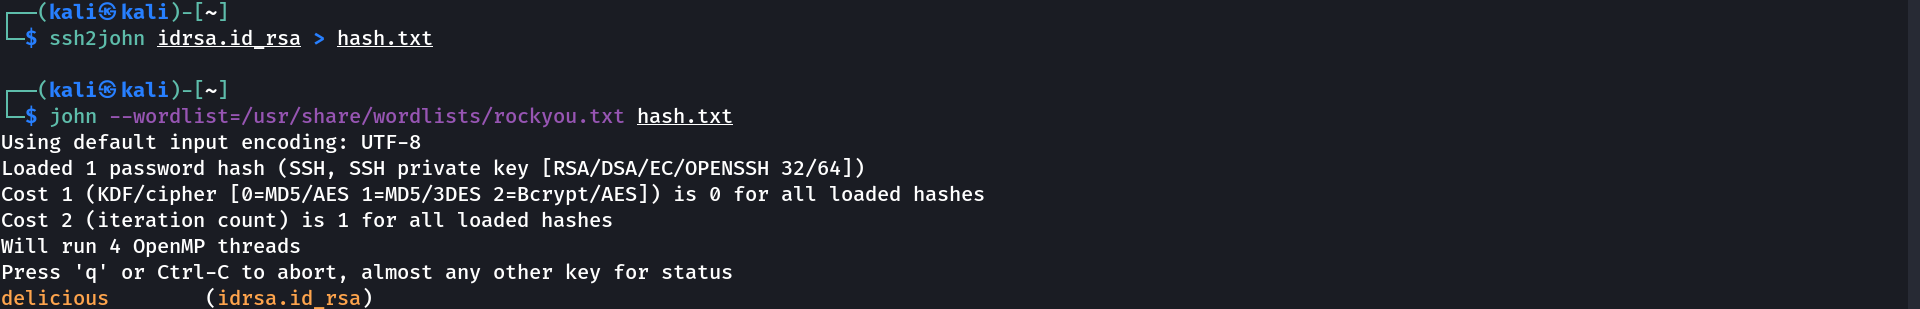 ┌──(kali㉿kali)-[~]
└─$ ssh2john idrsa.id_rsa > hash.txt
┌──(kali㉿kali)-[~]
└─$ john --wordlist=/usr/share/wordlists/rockyou.txt hash.txt
Using default input encoding: UTF-8
Loaded 1 password hash (SSH, SSH private key [RSA/DSA/EC/OPENSSH 32/64])
Cost 1 (KDF/cipher [0=MD5/AES 1=MD5/3DES 2=Bcrypt/AES]) is 0 for all loaded hashes
Cost 2 (iteration count) is 1 for all loaded hashes
Will run 4 OpenMP threads
Press 'q' or Ctrl-C to abort, almost any other key for status
delicious        (idrsa.id_rsa)